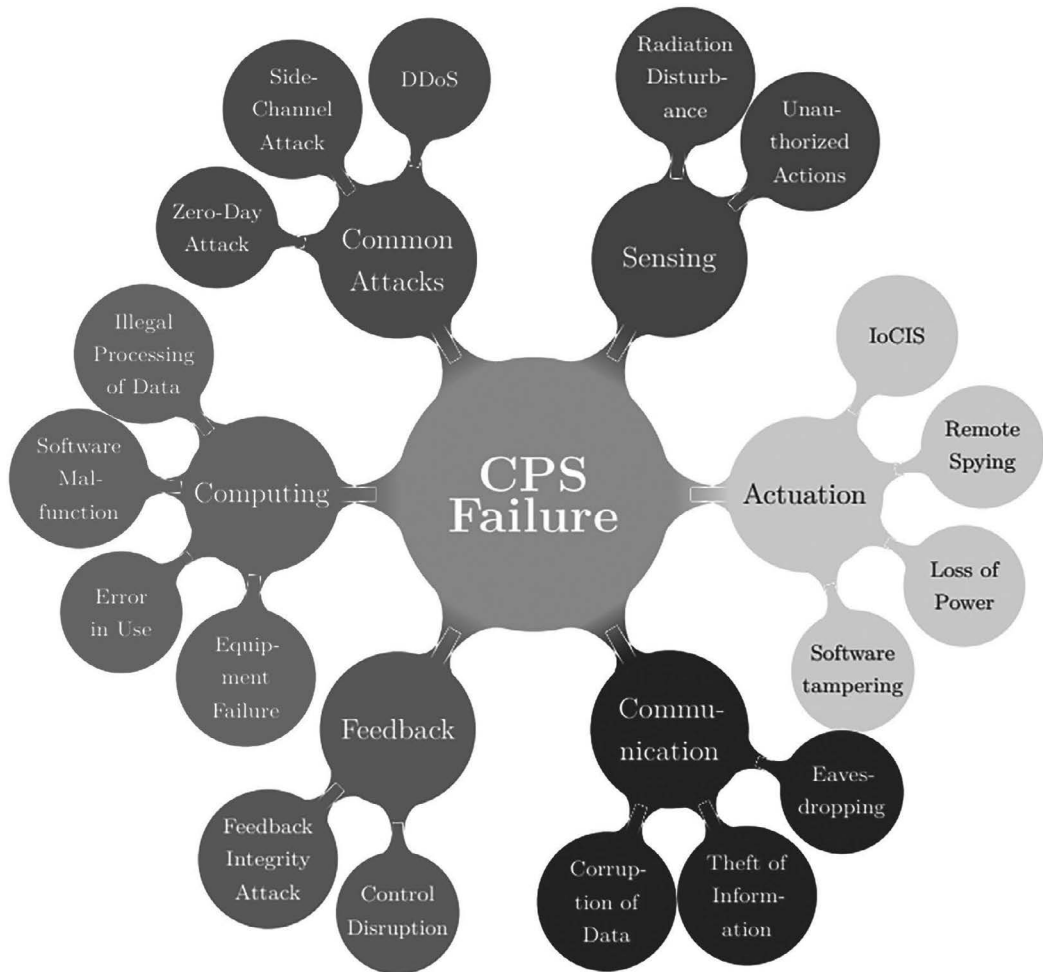 CPS
Failure
Common
Attacks
Zero-Day
Attack
Side-
Channel
Attack
DDoS
Sensing
Radiation
Disturb-
ance
Unau-
thorized
Actions
Actuation
IoCIS
Remote
Spying
Loss of
Power
Software
tampering
Commu-
nication
Eaves-
dropping
Theft of
Inform-
ation
Corrup-
tion of
Data
Feedback
Control
Disruption
Feedback
Integrity
Attack
Computing
Equip-
ment
Failure
Error
in Use
Software
Mal-
function
Illegal
Processing
of Data